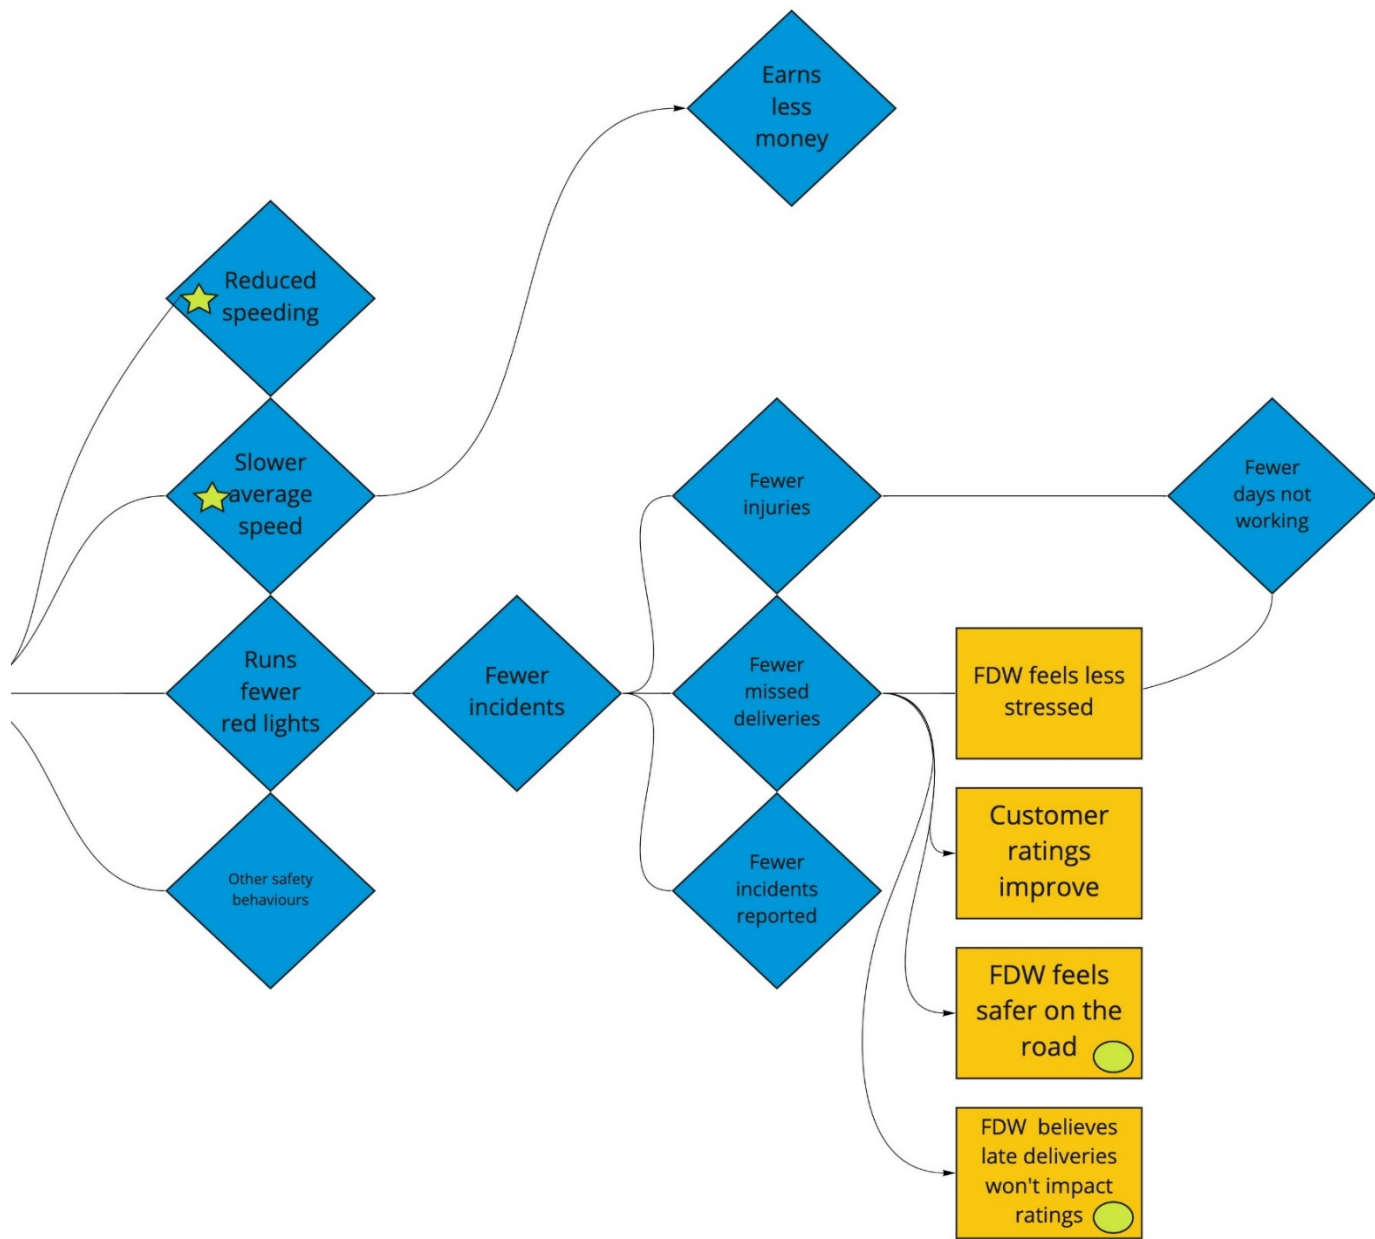 Earns
less
money
Reduced
speeding
Slower
average
speed
Fewer
injuries
Fewer
days not
working
Runs
fewer
red lights
Fewer
incidents
Fewer
missed
deliveries
FDW feels less
stressed
Customer
ratings
improve
Other safety
behaviours
Fewer
incidents
reported
FDW feels
safer on the
road
FDW believes
late deliveries
won't impact
ratings